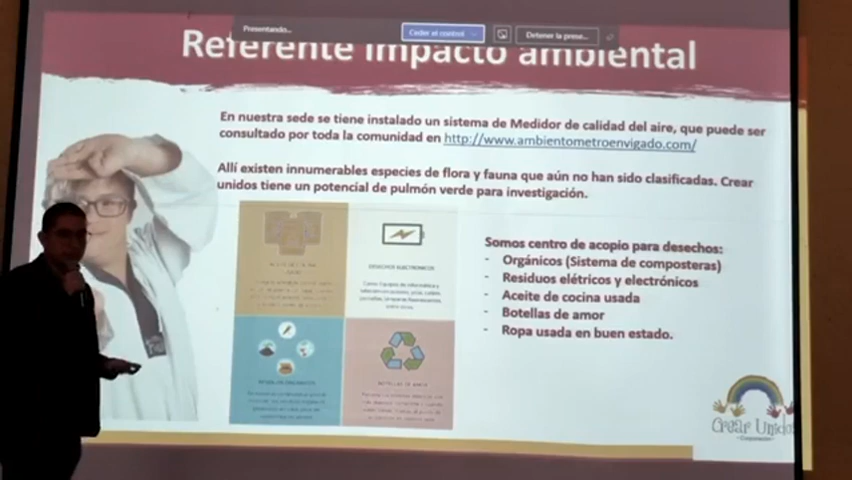 Presentando...
Ceder el control
Detener la prese...
Referente impacto ambiental
En nuestra sede se tiene instalado un sistema de Medidor de calidad del aire, que puede ser
consultado por toda la comunidad en http://www.ambientometroenvigado.com/
Allí existen innumerables especies de flora y fauna que aún no han sido clasificadas. Crear
unidos tiene un potencial de pulmón verde para investigación.
DESECHOS ELECTRONICOS
RESIDUOS ORGANICOS
BOTELLAS DE AMOR
Somos centro de acopio para desechos:
- Orgánicos (Sistema de composteras)
- Residuos elétricos y electrónicos
- Aceite de cocina usada
- Botellas de amor
- Ropa usada en buen estado.
Crear Unidos
Corporación